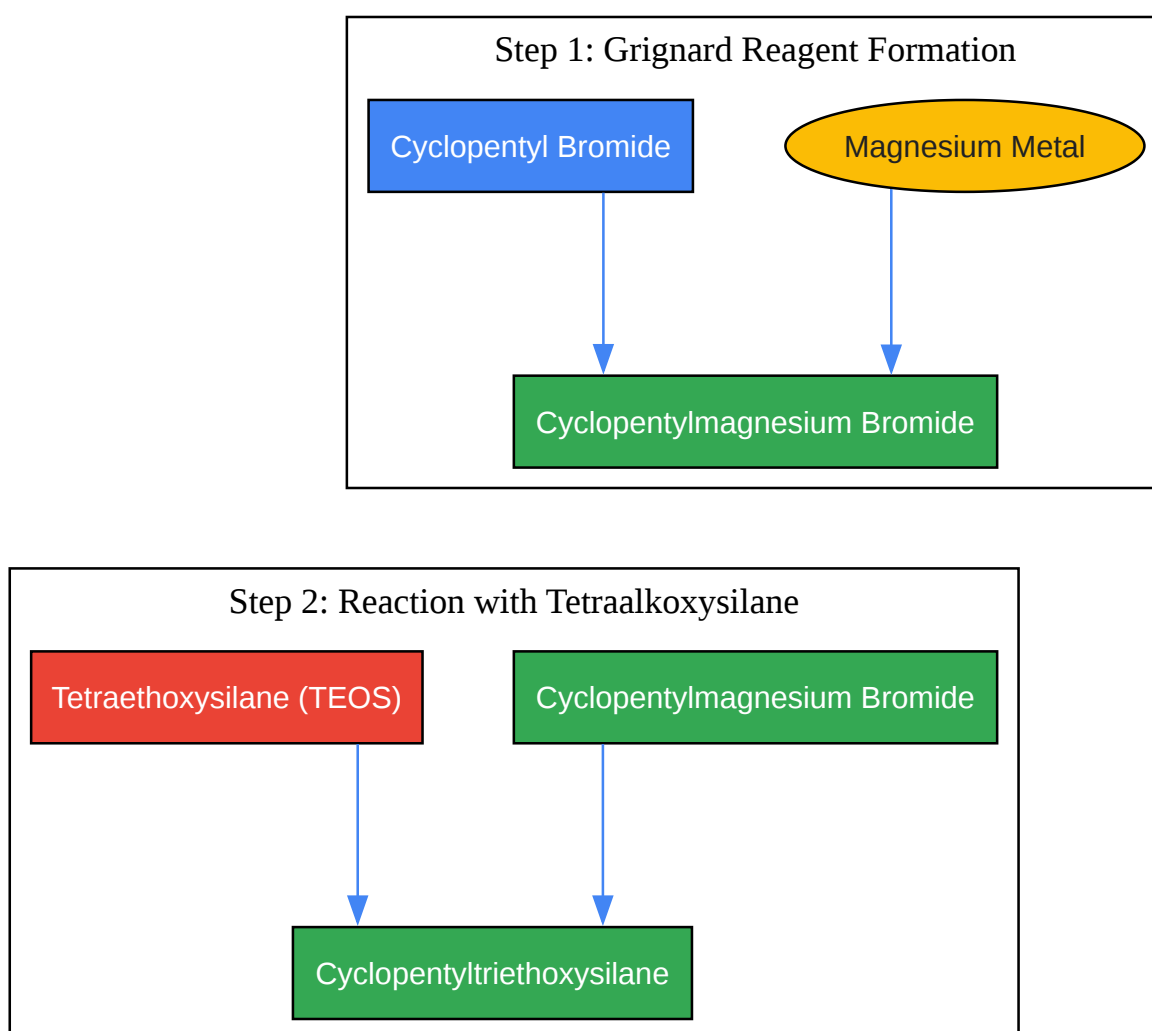 Step 1: Grignard Reagent Formation
Cyclopentyl Bromide
Magnesium Metal
Cyclopentylmagnesium Bromide
Step 2: Reaction with Tetraalkoxysilane
Tetraethoxysilane (TEOS)
Cyclopentylmagnesium Bromide
Cyclopentyltriethoxysilane